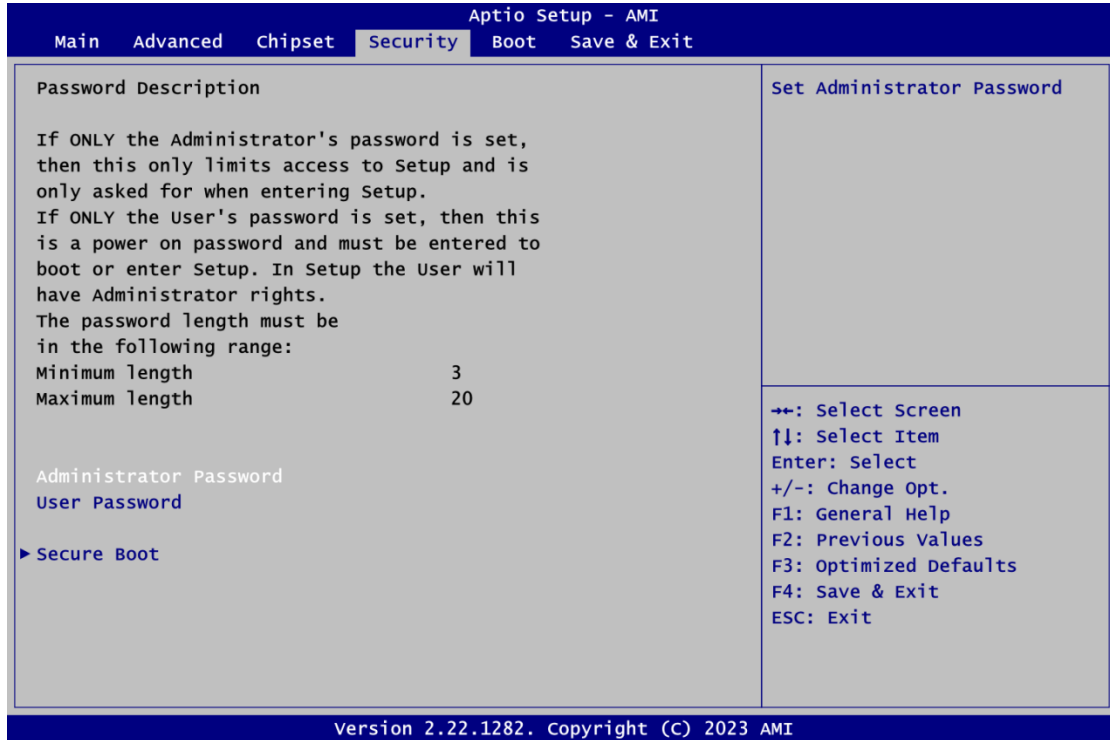 Aptio Setup - AMI
Main Advanced Chipset Security Boot Save & Exit
Password Description
If ONLY the Administrator's password is set,
then this only limits access to Setup and is
only asked for when entering Setup.
If ONLY the User's password is set, then this
is a power on password and must be entered to
boot or enter Setup. In Setup the User will
have Administrator rights.
The password length must be
in the following range:
Minimum length 3
Maximum length 20
Administrator Password
User Password
▶ Secure Boot
Set Administrator Password
→←: Select Screen
↑↓: Select Item
Enter: Select
+/-: Change Opt.
F1: General Help
F2: Previous Values
F3: Optimized Defaults
F4: Save & Exit
ESC: Exit
Version 2.22.1282. Copyright (C) 2023 AMI